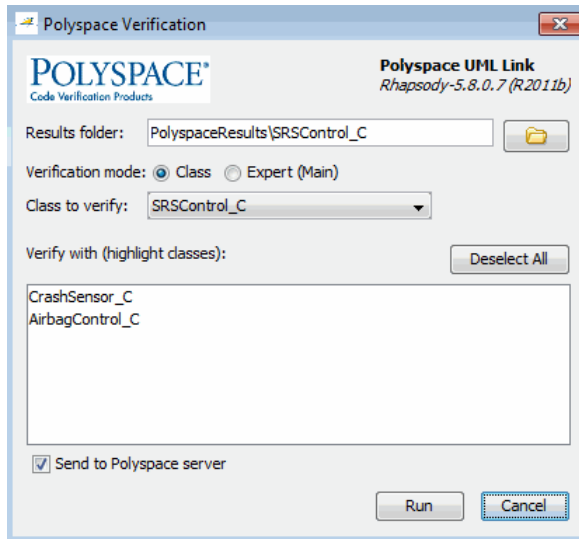 Polyspace Verification
POLYSPACE®
Code Verification Products
Polyspace UML Link
Rhapsody-5.8.0.7 (R2011b)
Results folder: PolyspaceResults\SRSControl_C
Verification mode: Class Expert (Main)
Class to verify: SRSControl_C
Verify with (highlight classes): Deselect All
CrashSensor_C
AirbagControl_C
Send to Polyspace server
Run Cancel